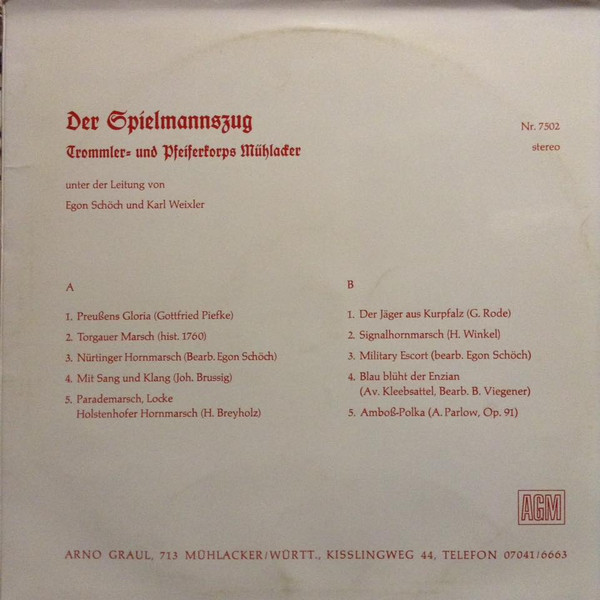 Der Spielmannszug
Nr. 7502
Trommler- und Pfeiferkorps Mühlacker
stereo
unter der Leitung von
Egon Schöch und Karl Weixler
A
1. Preußens Gloria (Gottfried Piefke)
2. Torgauer Marsch (hist. 1760)
3. Nürtinger Hornmarsch (Bearb. Egon Schöch)
4. Mit Sang und Klang (Joh. Brussig)
5. Parademarsch, Locke
Holstenhofer Hornmarsch (H. Breyholz)
B
1. Der Jäger aus Kurpfalz (G. Rode)
2. Signalhornmarsch (H. Winkel)
3. Military Escort (bearb. Egon Schöch)
4. Blau blüht der Enzian
(Av. Kleebsattel, Bearb. B. Viegener)
5. Amboß-Polka (A. Parlow, Op. 91)
AGM
ARNO GRAUL, 713 MÜHLACKER/WÜRTT., KISSLINGWEG 44, TELEFON 07041/6663